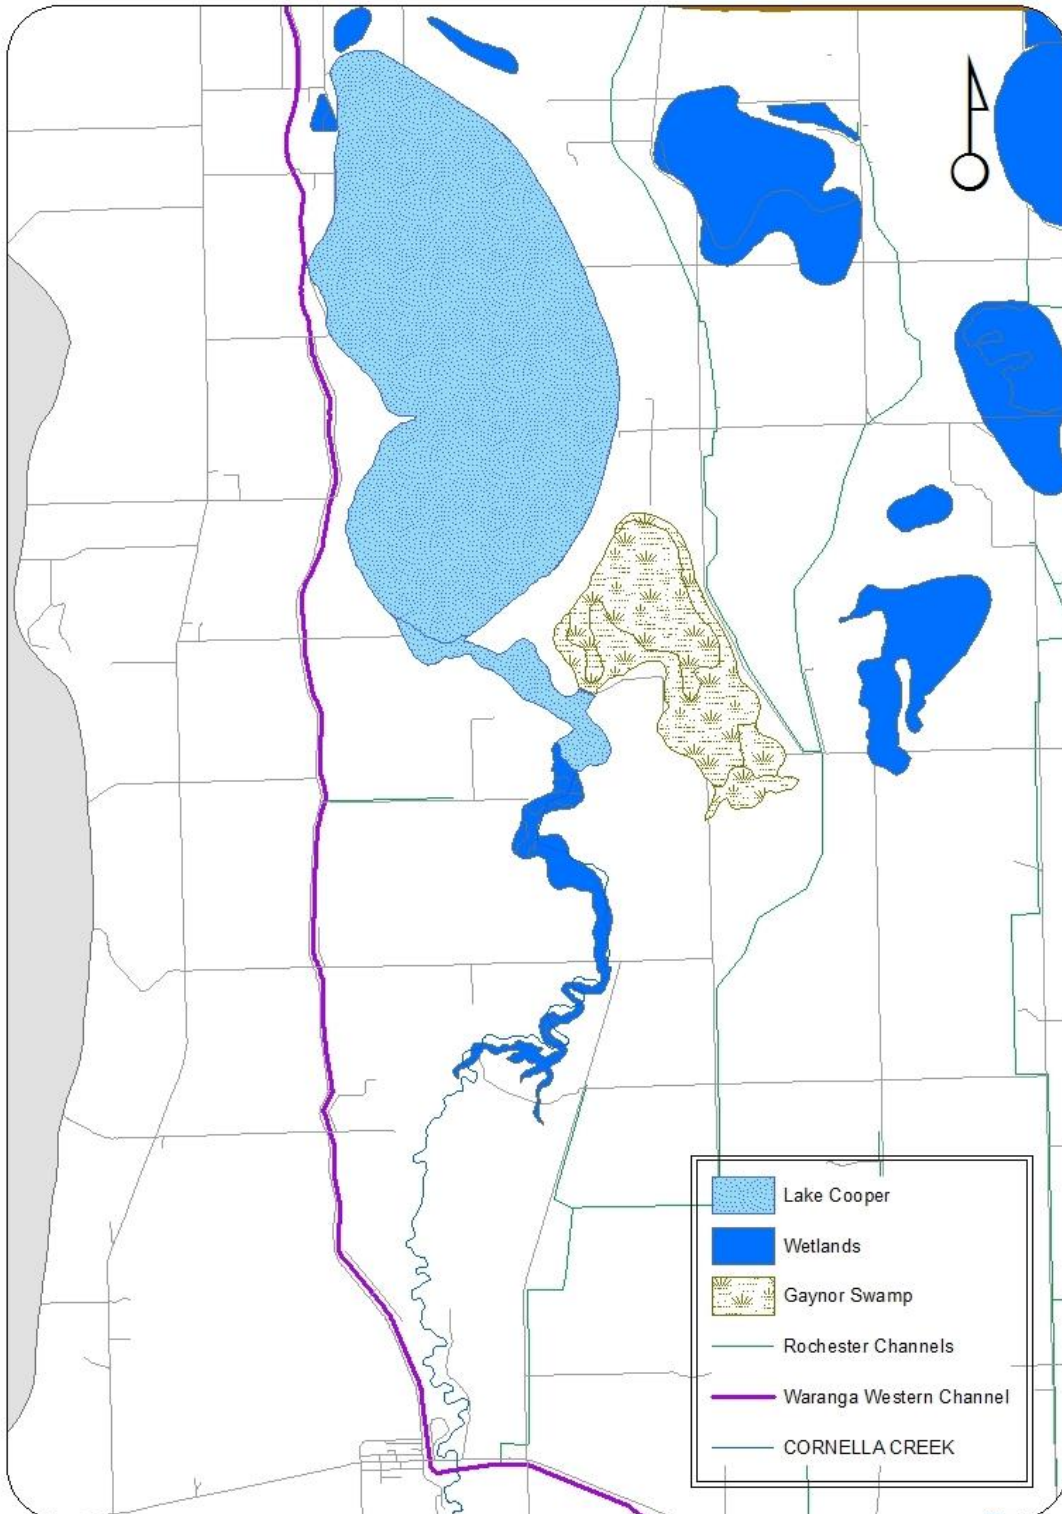 Lake Cooper
Wetlands
Gaynor Swamp
Rochester Channels
Waranga Western Channel
CORNELLA CREEK